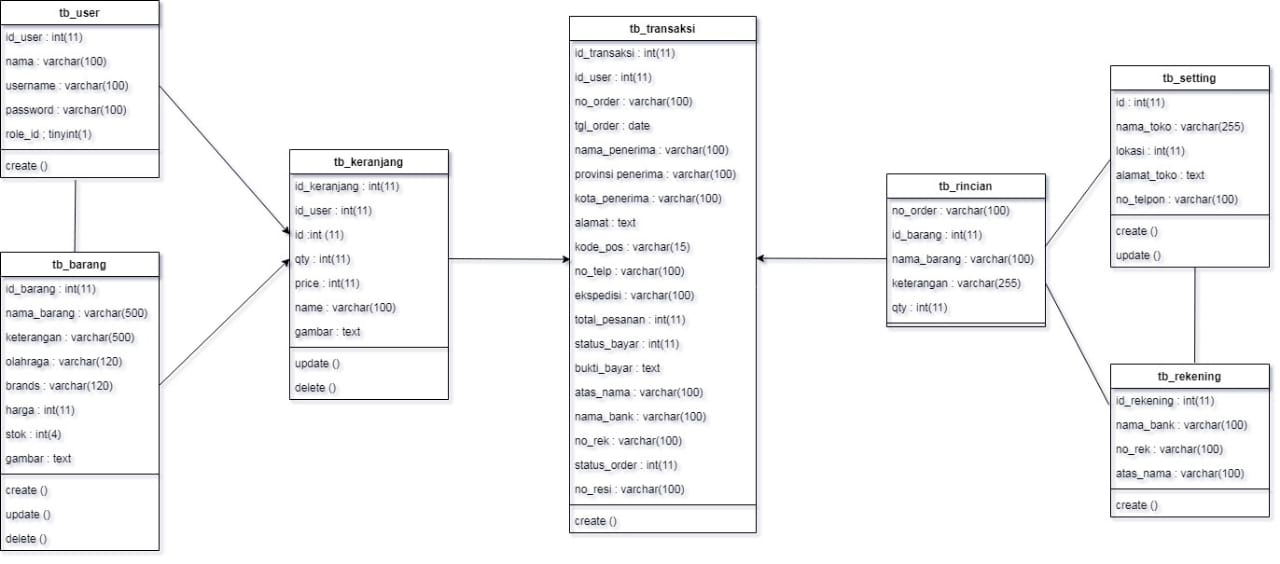 tb_user
id_user : int(11)
nama : varchar(100)
username : varchar(100)
password : varchar(100)
role_id ; tinyint(1)
create ()
tb_barang
id_barang : int(11)
nama_barang : varchar(500)
keterangan : varchar(500)
olahraga : varchar(120)
brands : varchar(120)
harga : int(11)
stok : int(4)
gambar : text
create ()
update ()
delete ()
tb_keranjang
id_keranjang : int(11)
id_user : int(11)
id :int (11)
qty : int(11)
price : int(11)
name : varchar(100)
gambar : text
update ()
delete ()
tb_transaksi
id_transaksi : int(11)
id_user : int(11)
no_order : varchar(100)
tgl_order : date
nama_penerima : varchar(100)
provinsi penerima : varchar(100)
kota_penerima : varchar(100)
alamat : text
kode_pos : varchar(15)
no_telp : varchar(100)
ekspedisi : varchar(100)
total_pesanan : int(11)
status_bayar : int(11)
bukti_bayar : text
atas_nama : varchar(100)
nama_bank : varchar(100)
no_rek : varchar(100)
status_order : int(11)
no_resi : varchar(100)
create ()
tb_rincian
no_order : varchar(100)
id_barang : int(11)
nama_barang : varchar(100)
keterangan : varchar(255)
qty : int(11)
tb_setting
id : int(11)
nama_toko : varchar(255)
lokasi : int(11)
alamat_toko : text
no_telpon : varchar(100)
create ()
update ()
tb_rekening
id_rekening : int(11)
nama_bank : varchar(100)
no_rek : varchar(100)
atas_nama : varchar(100)
create ()